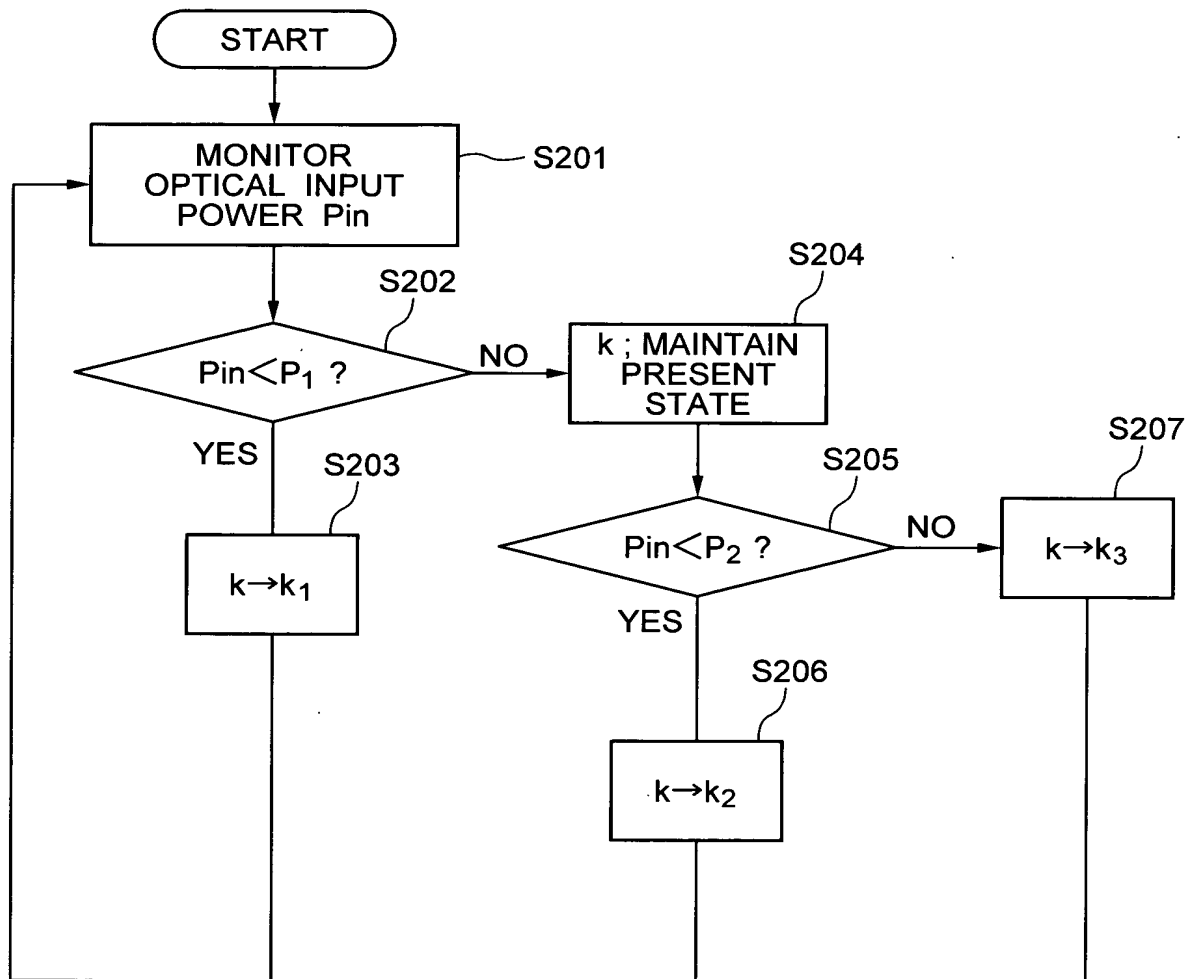 START
MONITOR
OPTICAL INPUT
POWER Pin
S201
S202
Pin<P₁ ?
NO
YES
S203
k→k₁
S204
k ; MAINTAIN
PRESENT
STATE
S205
Pin<P₂ ?
NO
YES
S206
k→k₂
S207
k→k₃